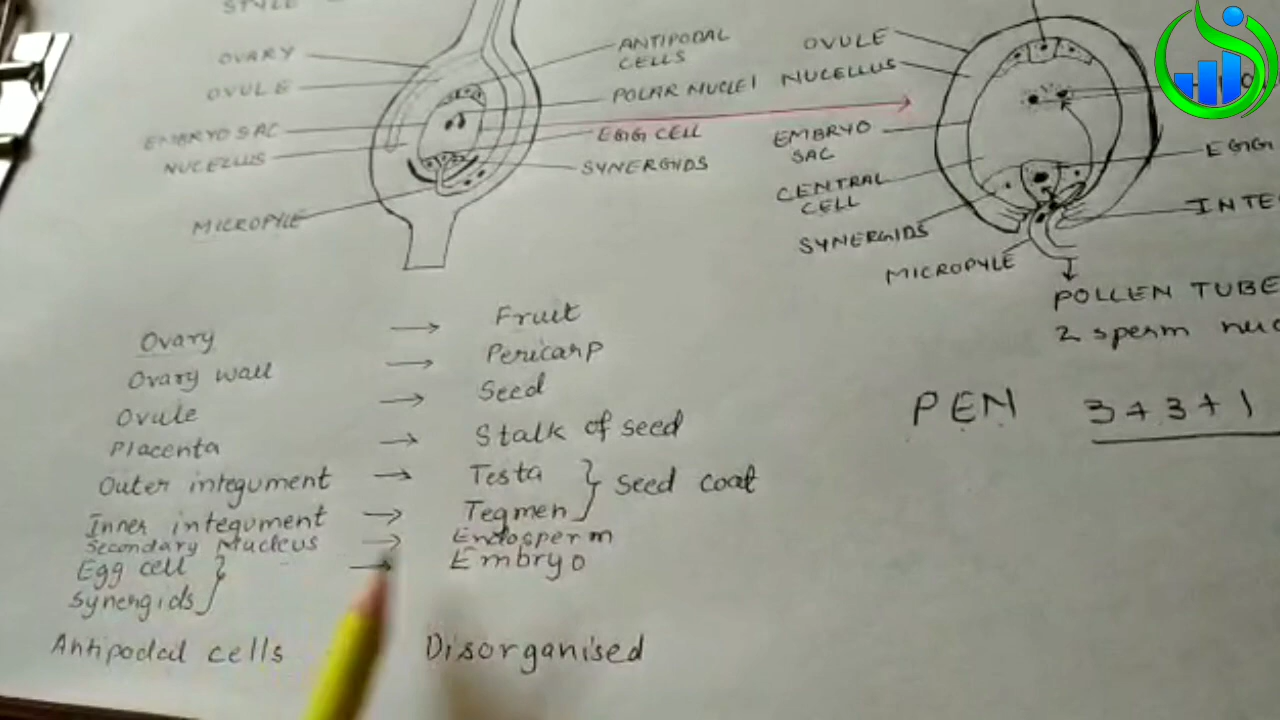 STYLE
OVARY
OVULE
EMBRYO SAC
NUCELLUS
MICROPYLE
ANTIPODAL
CELLS
POLAR NUCLEI
EGG CELL
SYNERGIDS
OVULE
NUCELLUS
EMBRYO
SAC
CENTRAL
CELL
SYNERGIDS
MICROPYLE
EGG
INTE
POLLEN TUBE
2 sperm nuc
PEN 3+3+1
Ovary → Fruit
Ovary wall → Pericarp
Ovule → Seed
Placenta → Stalk of seed
Outer integument → Testa } Seed coat
Inner integument → Tegmen
Secondary Nucleus → Endosperm
Egg cell } → Embryo
Synergids
Antipodal cells Disorganised